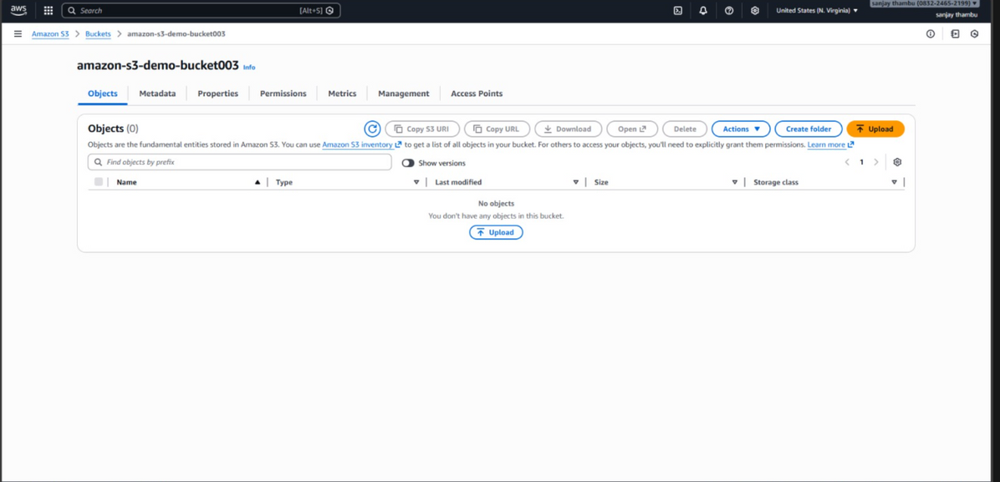 aws Search [Alt+S] United States (N. Virginia) ▼ sanjay thambu (0832-2465-2199) ▼
sanjay thambu
Amazon S3 > Buckets > amazon-s3-demo-bucket003
amazon-s3-demo-bucket003 Info
Objects Metadata Properties Permissions Metrics Management Access Points
Objects (0) Copy S3 URI Copy URL Download Open Delete Actions ▼ Create folder Upload
Objects are the fundamental entities stored in Amazon S3. You can use Amazon S3 inventory to get a list of all objects in your bucket. For others to access your objects, you'll need to explicitly grant them permissions. Learn more
Find objects by prefix Show versions < 1 >
Name ▲ Type ▼ Last modified ▼ Size ▼ Storage class ▼
No objects
You don't have any objects in this bucket.
Upload